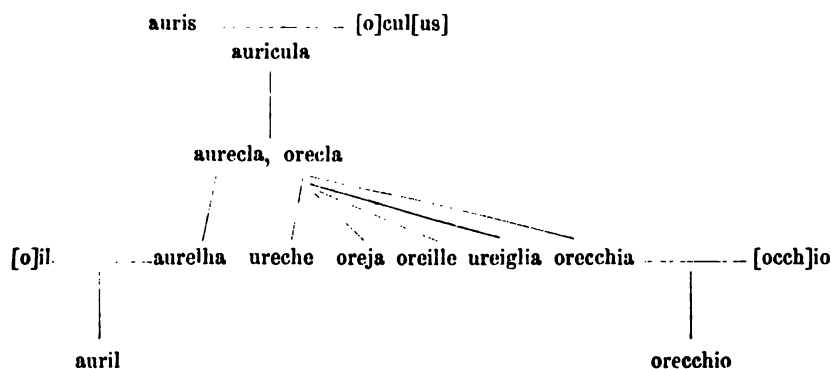 auris [o]cul[us]
auricula
aurecla, orecla
[o]il aurelha ureche oreja oreille ureiglia orecchia [occh]io
auril orecchio